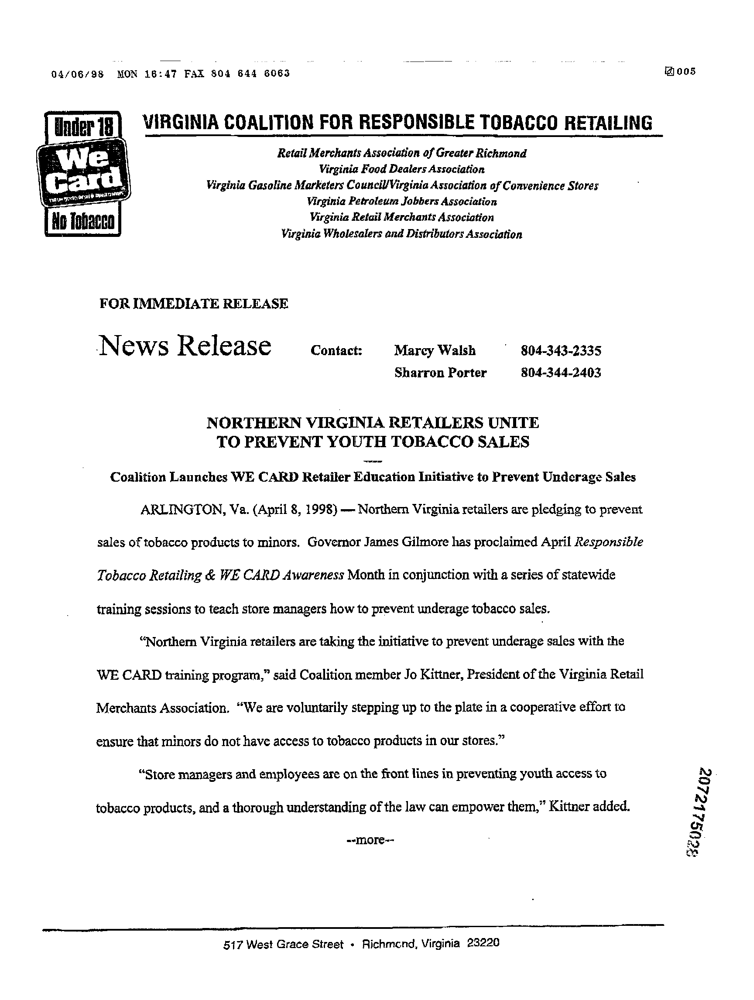 04/06/98 MON 16:47 FAX 804 644 6063
005
Under 18
We
Card
No Tobacco
VIRGINIA COALITION FOR RESPONSIBLE TOBACCO RETAILING
Retail Merchants Association of Greater Richmond
Virginia Food Dealers Association
Virginia Gasoline Marketers Council/Virginia Association of Convenience Stores
Virginia Petroleum Jobbers Association
Virginia Retail Merchants Association
Virginia Wholesalers and Distributors Association
FOR IMMEDIATE RELEASE
News Release Contact: Marcy Walsh 804-343-2335
Sharron Porter 804-344-2403
NORTHERN VIRGINIA RETAILERS UNITE
TO PREVENT YOUTH TOBACCO SALES
Coalition Launches WE CARD Retailer Education Initiative to Prevent Underage Sales
ARLINGTON, Va. (April 8, 1998) — Northern Virginia retailers are pledging to prevent
sales of tobacco products to minors. Governor James Gilmore has proclaimed April Responsible
Tobacco Retailing & WE CARD Awareness Month in conjunction with a series of statewide
training sessions to teach store managers how to prevent underage tobacco sales.
“Northern Virginia retailers are taking the initiative to prevent underage sales with the
WE CARD training program,” said Coalition member Jo Kittner, President of the Virginia Retail
Merchants Association. “We are voluntarily stepping up to the plate in a cooperative effort to
ensure that minors do not have access to tobacco products in our stores.”
“Store managers and employees are on the front lines in preventing youth access to
tobacco products, and a thorough understanding of the law can empower them,” Kittner added.
--more--
2072175028
517 West Grace Street • Richmond, Virginia 23220